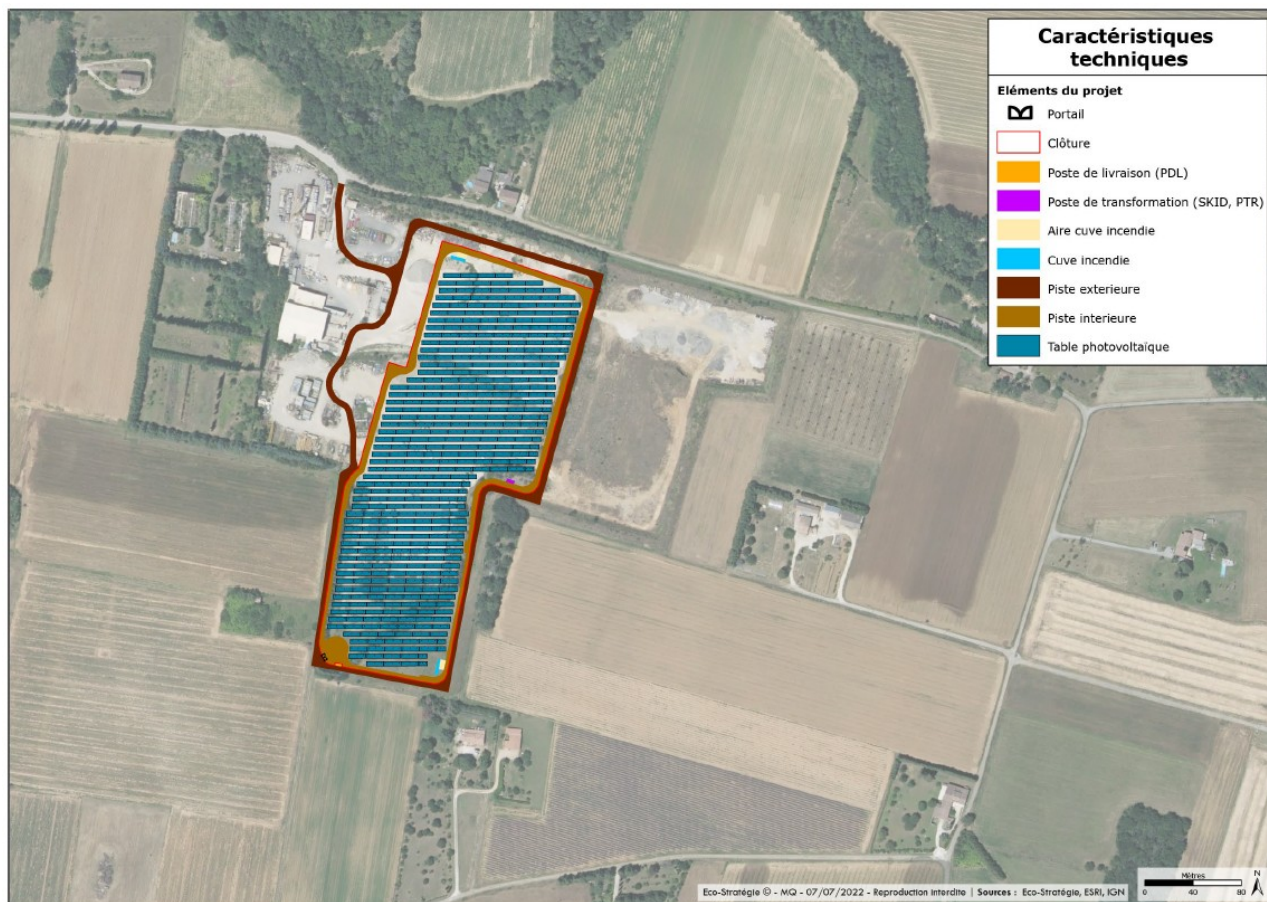 Caractéristiques
techniques
Eléments du projet
Portail
Clôture
Poste de livraison (PDL)
Poste de transformation (SKID, PTR)
Aire cuve incendie
Cuve incendie
Piste exterieure
Piste interieure
Table photovoltaïque
Eco-Stratégie © - MQ - 07/07/2022 - Reproduction interdite | Sources : Eco-Stratégie, ESRI, IGN
Mètres
N
0 40 80